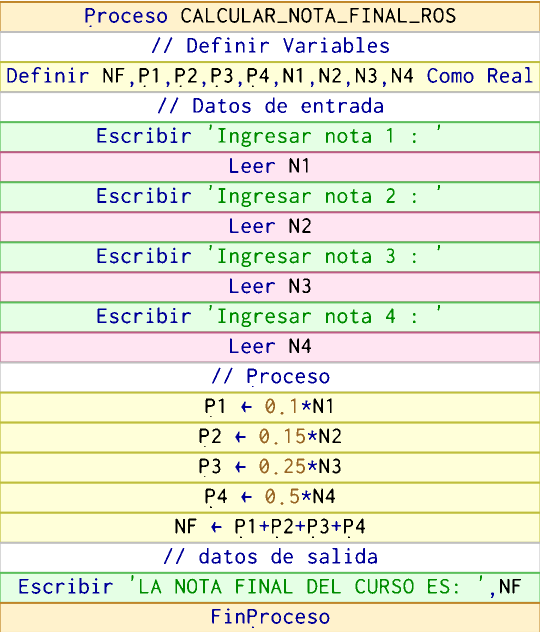 Proceso CALCULAR_NOTA_FINAL_ROS
// Definir Variables
Definir NF,P1,P2,P3,P4,N1,N2,N3,N4 Como Real
// Datos de entrada
Escribir 'Ingresar nota 1 : '
Leer N1
Escribir 'Ingresar nota 2 : '
Leer N2
Escribir 'Ingresar nota 3 : '
Leer N3
Escribir 'Ingresar nota 4 : '
Leer N4
// Proceso
P1 ← 0.1*N1
P2 ← 0.15*N2
P3 ← 0.25*N3
P4 ← 0.5*N4
NF ← P1+P2+P3+P4
// datos de salida
Escribir 'LA NOTA FINAL DEL CURSO ES: ',NF
FinProceso